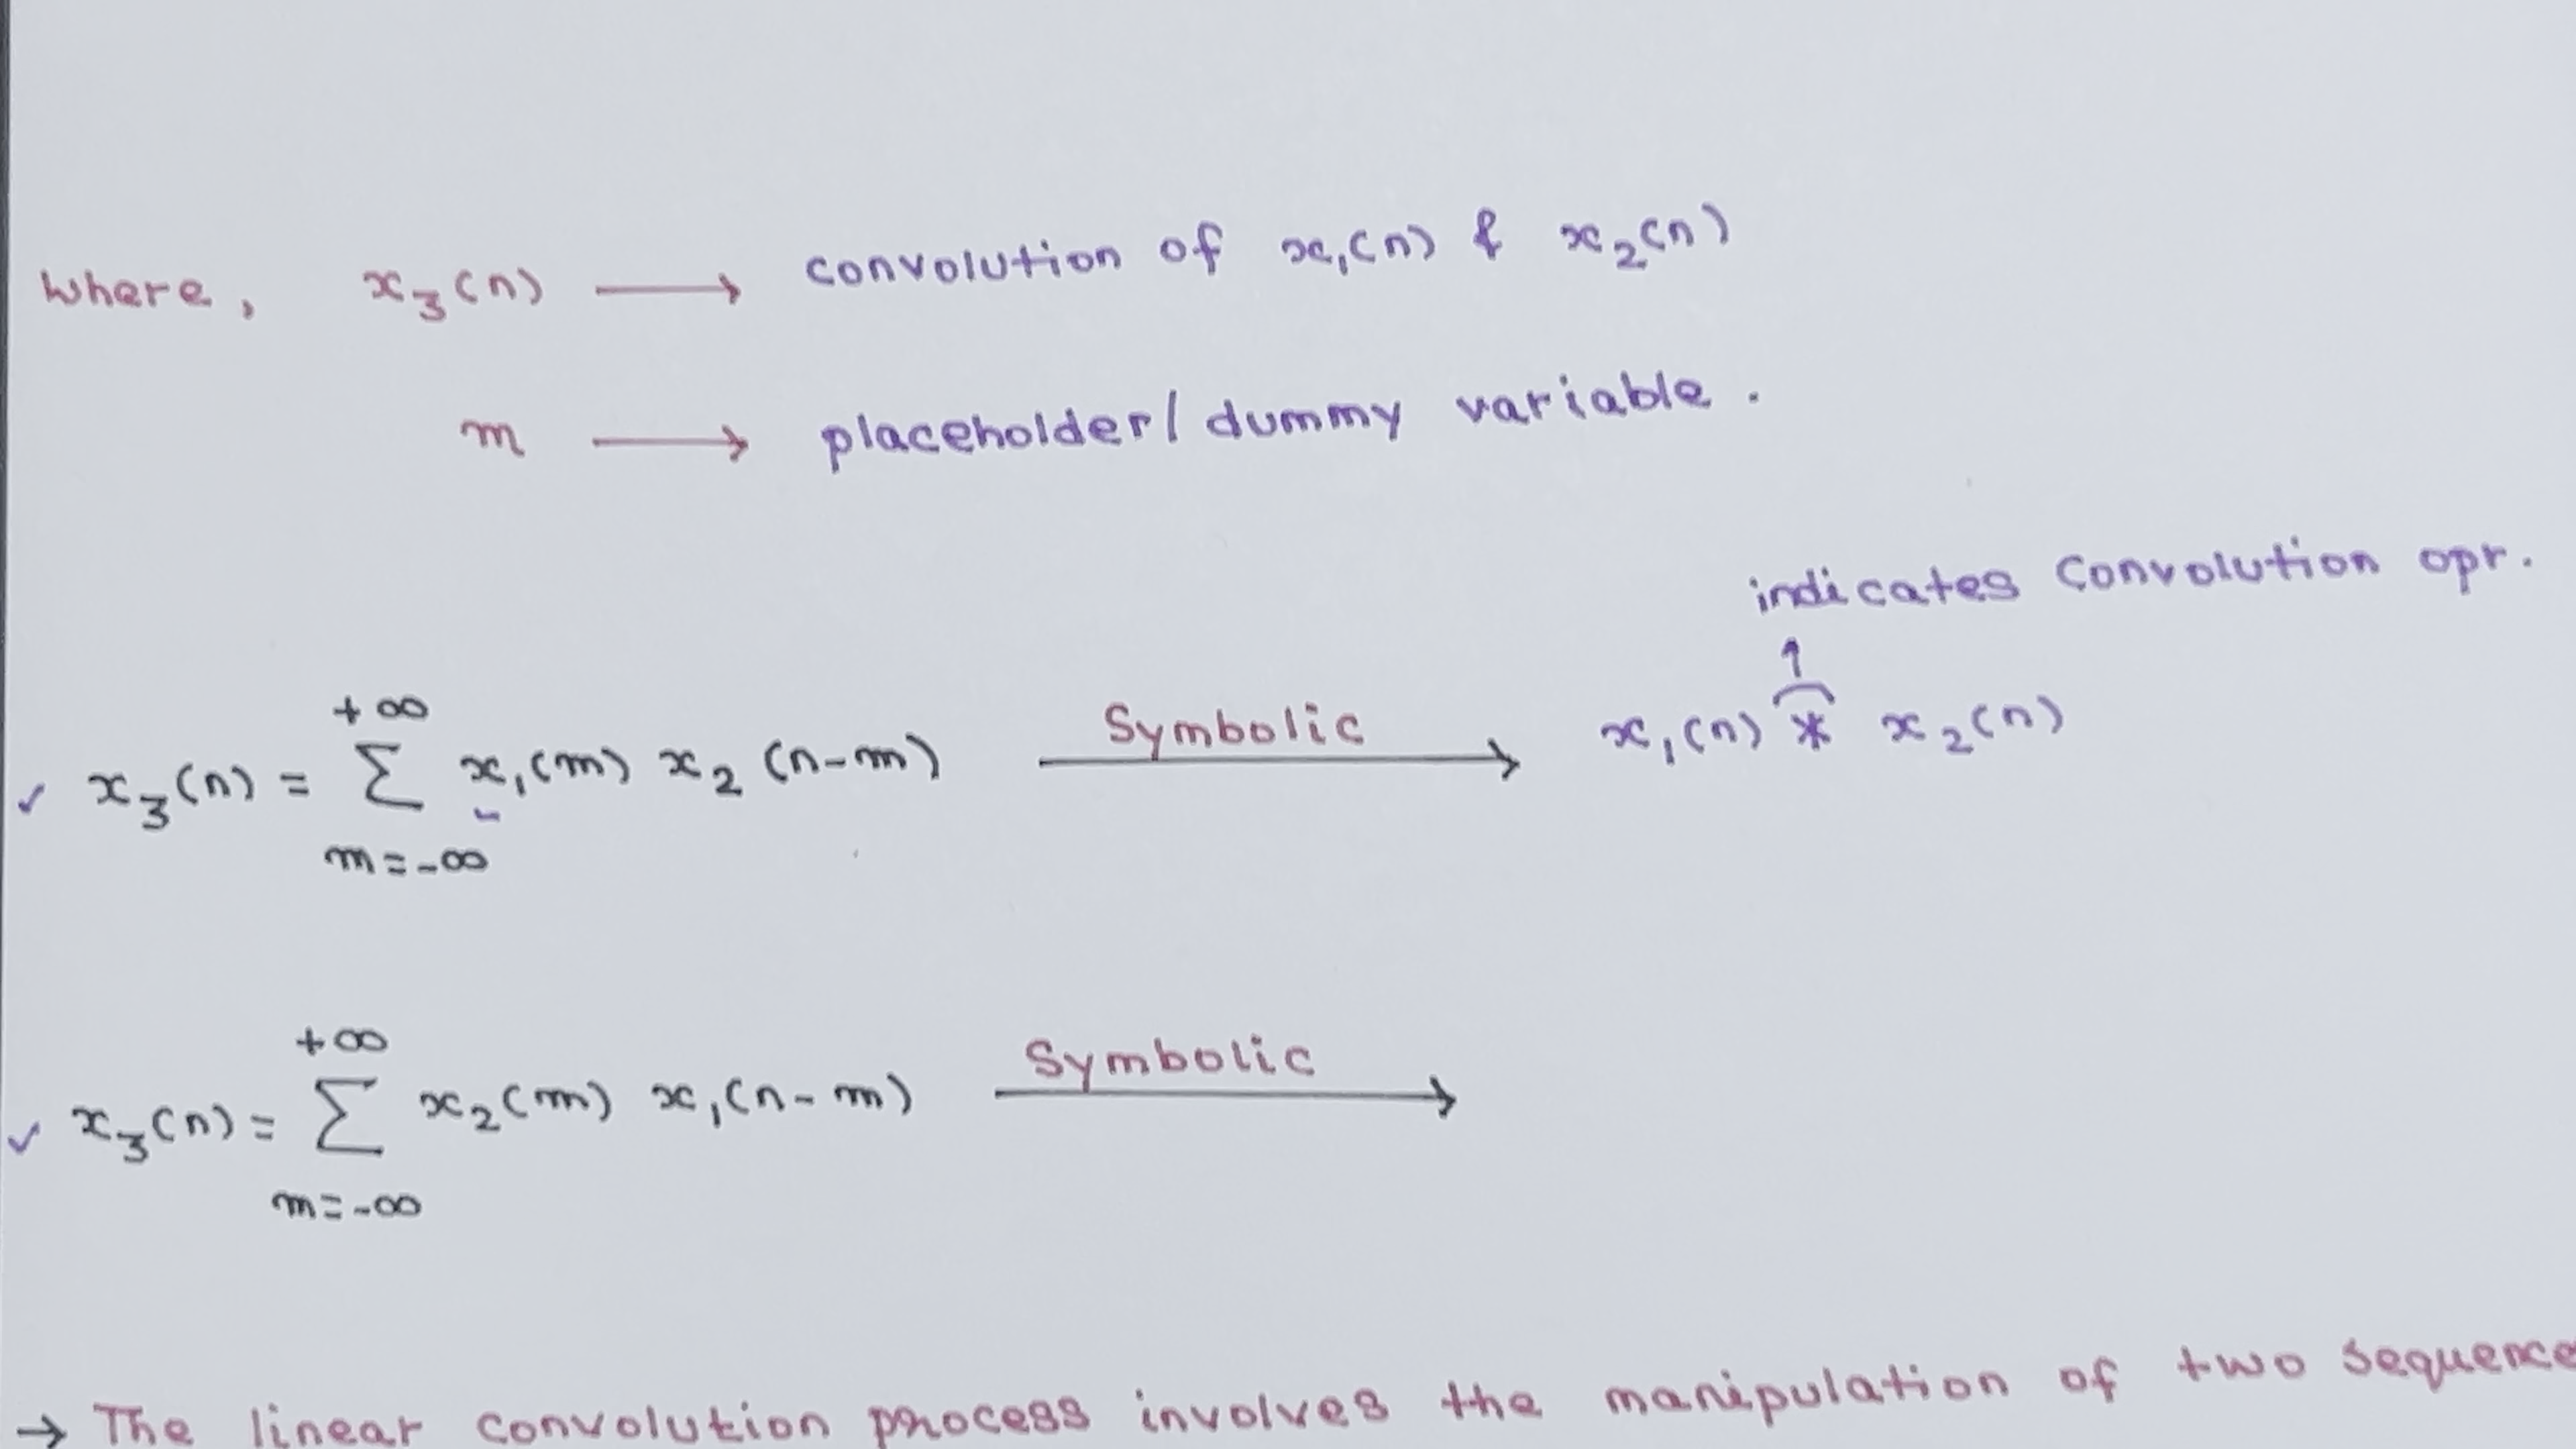 where, x₃(n) ⟶ convolution of x₁(n) & x₂(n)
m ⟶ placeholder/dummy variable.
indicates convolution opr.
↑
✓ x₃(n) = +∞ Σ m=-∞ x₁(m) x₂(n-m) Symbolic ⟶ x₁(n) * x₂(n)
✓ x₃(n) = +∞ Σ m=-∞ x₂(m) x₁(n-m) Symbolic ⟶
→ The linear convolution process involves the manipulation of two sequence